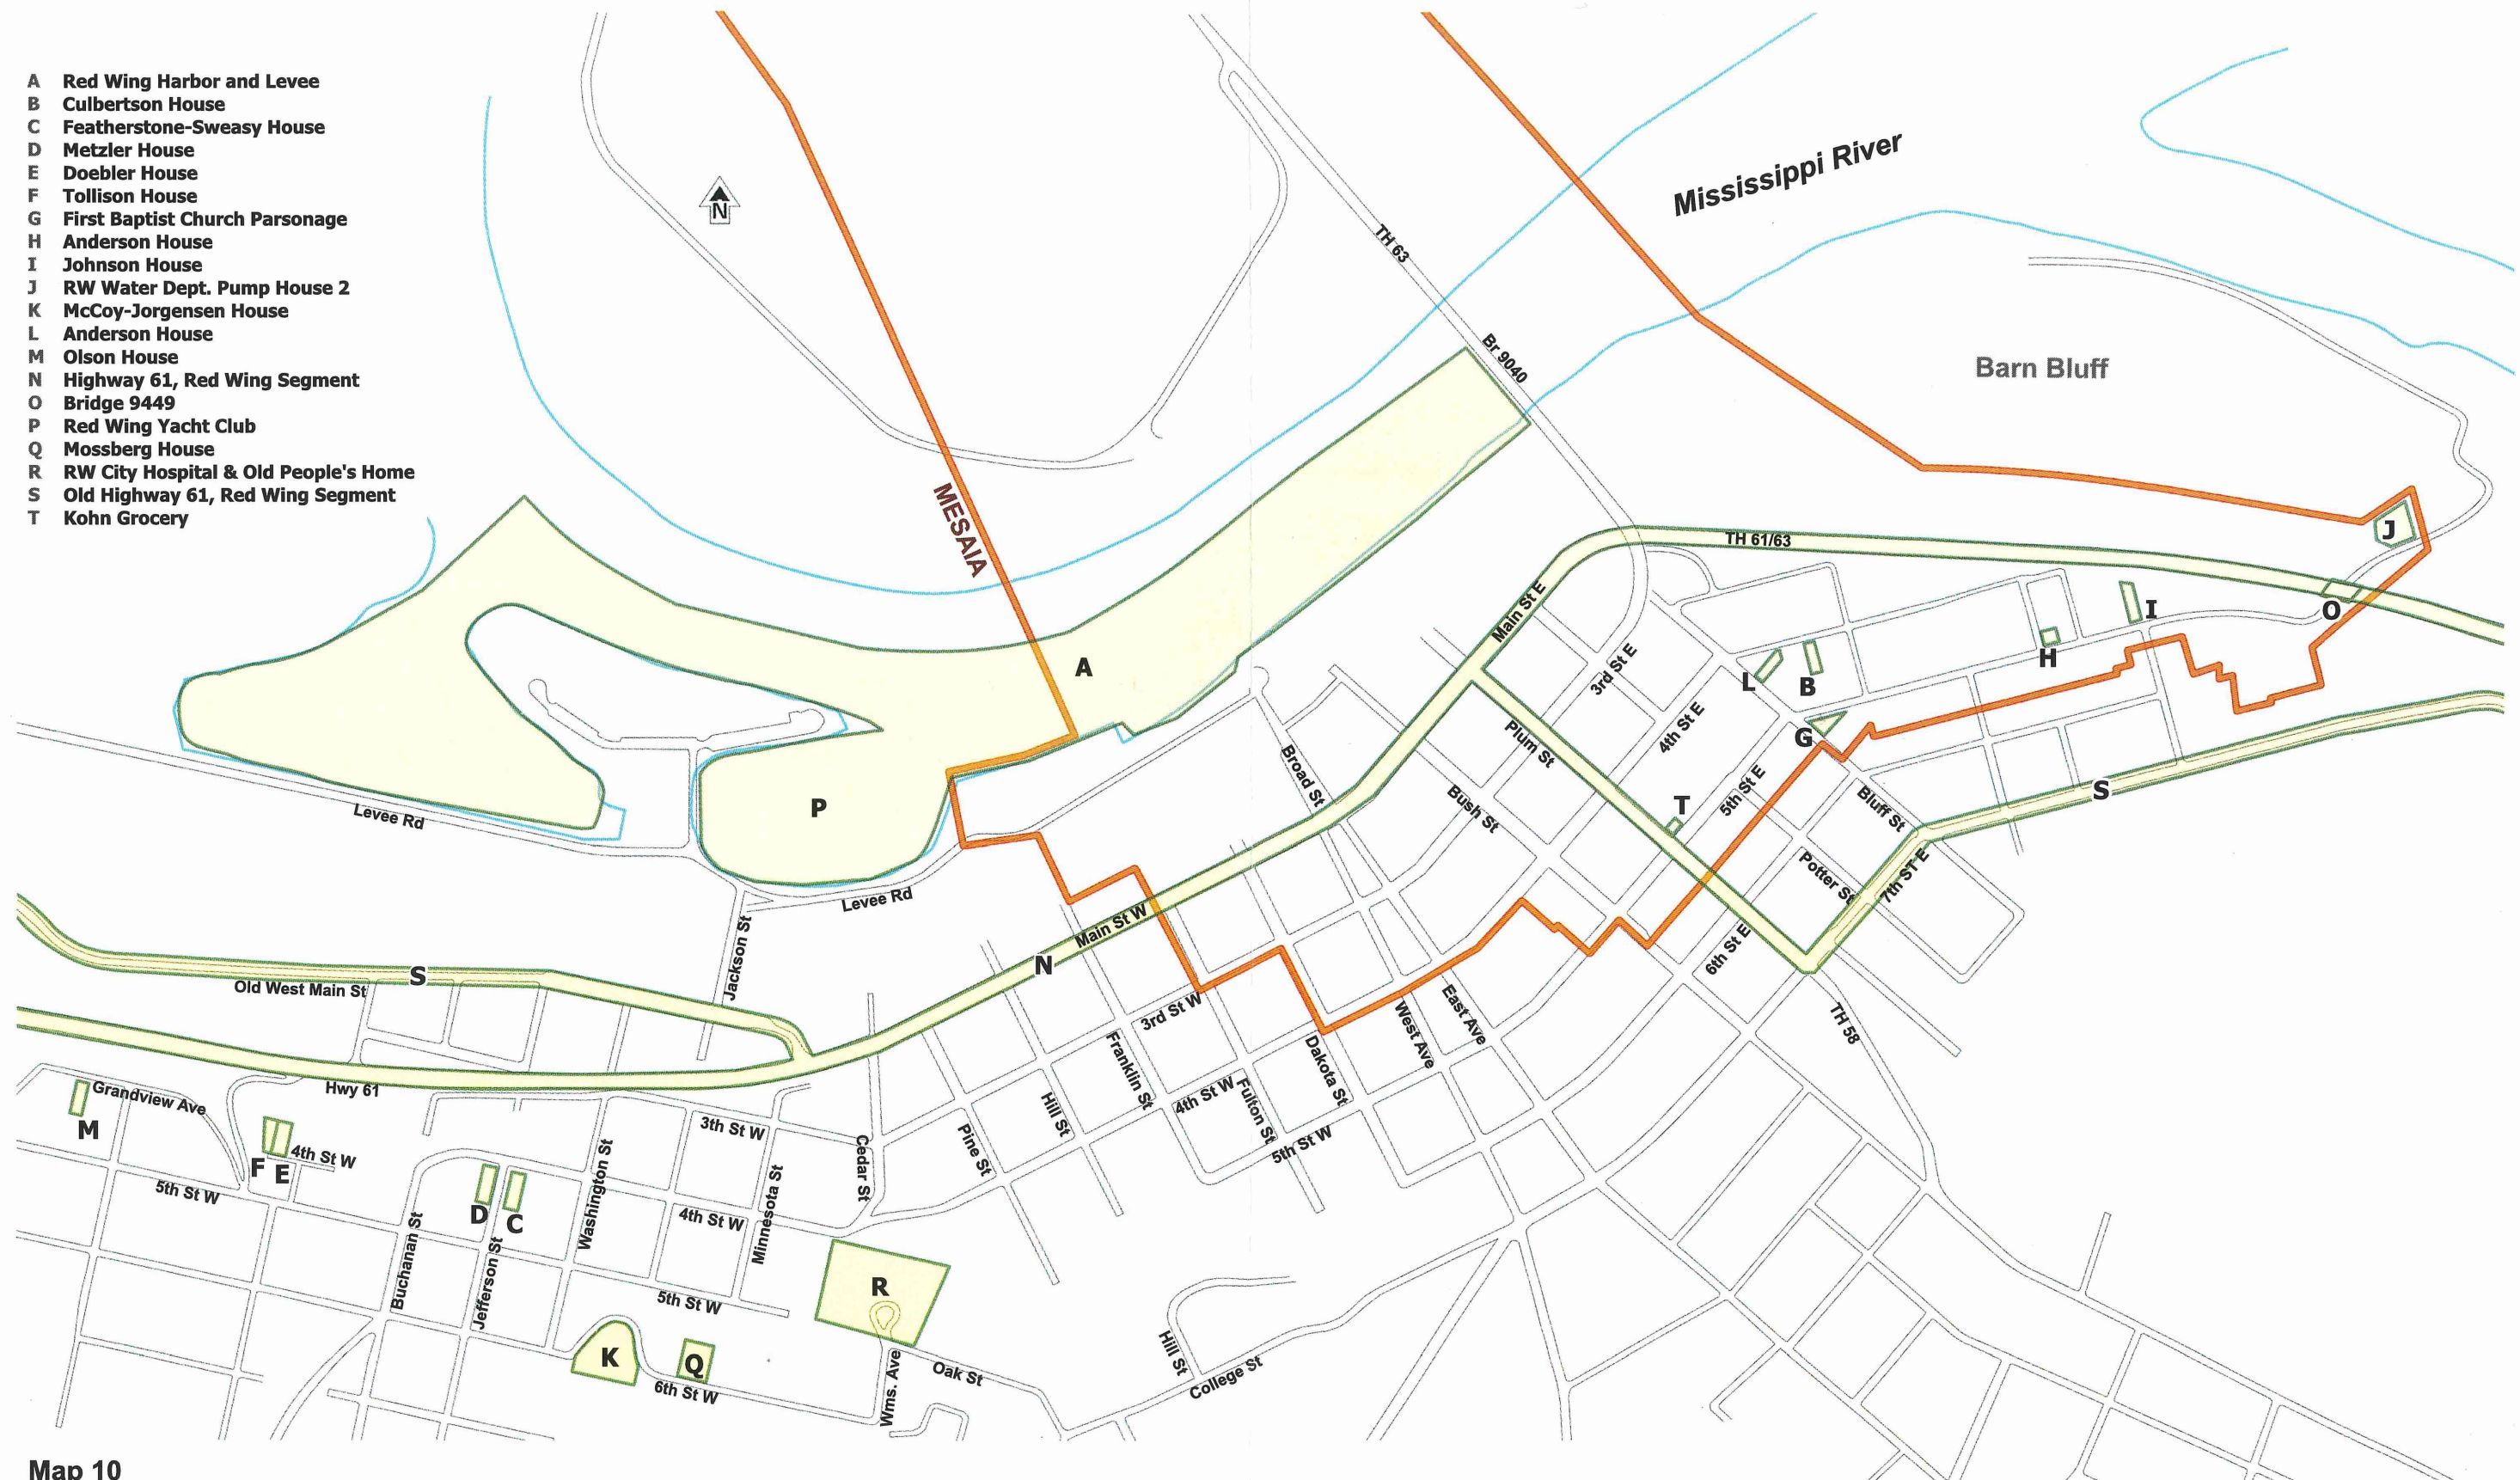 A Red Wing Harbor and Levee
B Culbertson House
C Featherstone-Sweasy House
D Metzler House
E Doebler House
F Tollison House
G First Baptist Church Parsonage
H Anderson House
I Johnson House
J RW Water Dept. Pump House 2
K McCoy-Jorgensen House
L Anderson House
M Olson House
N Highway 61, Red Wing Segment
O Bridge 9449
P Red Wing Yacht Club
Q Mossberg House
R RW City Hospital & Old People's Home
S Old Highway 61, Red Wing Segment
T Kohn Grocery
N
Mississippi River
TH 63
Br 9040
Barn Bluff
MESAIA
TH 61/63
J
O
I
H
Main St E
3rd St E
A
L
B
4th St E
G
Plum St
5th St E
S
Broad St
Bush St
T
Bluff St
P
Levee Rd
Levee Rd
Potter St
7th ST E
Main St W
N
6th St E
Jackson St
S
Old West Main St
3rd St W
West Ave
East Ave
TH 58
Franklin St
Dakota St
Hwy 61
Grandview Ave
4th St W
Fulton St
Hill St
M
3th St W
5th St W
Pine St
Cedar St
F
E
4th St W
5th St W
Washington St
Minnesota St
D
C
4th St W
Buchanan St
Jefferson St
5th St W
R
K
Q
6th St W
Wms. Ave
Oak St
Hill St
College St
Map 10